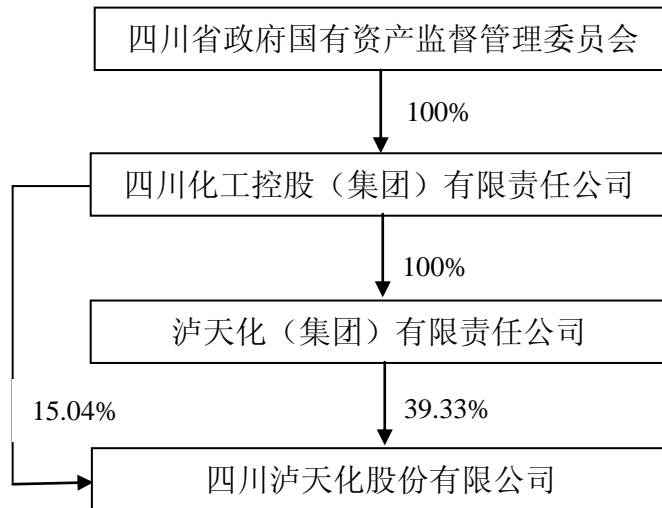 四川省政府国有资产监督管理委员会
100%
四川化工控股（集团）有限责任公司
100%
泸天化（集团）有限责任公司
15.04%
39.33%
四川泸天化股份有限公司